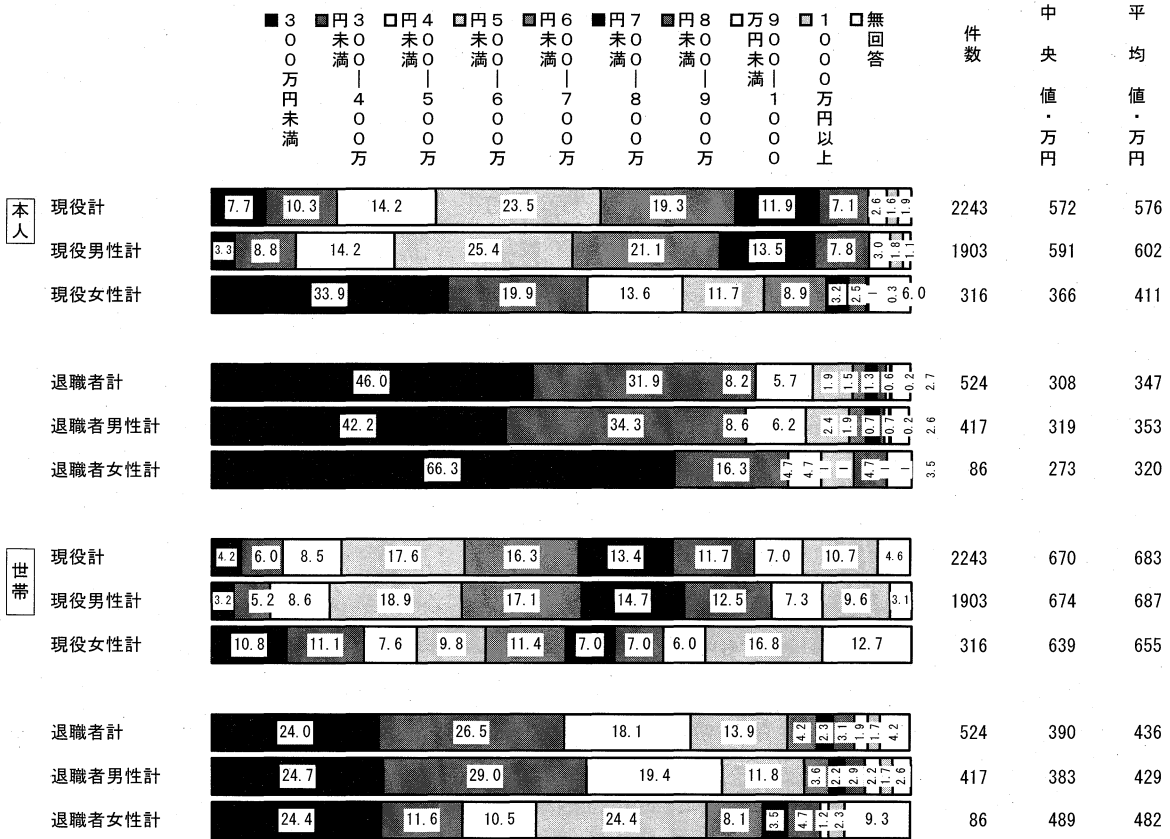 ■300万円未満
■300―400万円未満
□400―500万円未満
□500―600万円未満
■600―700万円未満
■700―800万円未満
■800―900万円未満
□900―1000万円未満
□1000万円以上
□無回答
件数
中央値・万円
平均値・万円
本人
現役計 7.7 10.3 14.2 23.5 19.3 11.9 7.1 2.6 1.6 1.9 2243 572 576
現役男性計 3.3 8.8 14.2 25.4 21.1 13.5 7.8 3.0 1.8 1.1 1903 591 602
現役女性計 33.9 19.9 13.6 11.7 8.9 3.2 2.5 ― 0.3 6.0 316 366 411
退職者計 46.0 31.9 8.2 5.7 1.9 1.5 1.3 0.6 0.2 2.7 524 308 347
退職者男性計 42.2 34.3 8.6 6.2 2.4 1.9 0.7 0.7 0.2 2.6 417 319 353
退職者女性計 66.3 16.3 4.7 4.7 ― ― 4.7 ― ― 3.5 86 273 320
世帯
現役計 4.2 6.0 8.5 17.6 16.3 13.4 11.7 7.0 10.7 4.6 2243 670 683
現役男性計 3.2 5.2 8.6 18.9 17.1 14.7 12.5 7.3 9.6 3.1 1903 674 687
現役女性計 10.8 11.1 7.6 9.8 11.4 7.0 7.0 6.0 16.8 12.7 316 639 655
退職者計 24.0 26.5 18.1 13.9 4.2 2.3 3.1 1.9 1.7 4.2 524 390 436
退職者男性計 24.7 29.0 19.4 11.8 3.6 2.2 2.9 2.2 1.7 2.6 417 383 429
退職者女性計 24.4 11.6 10.5 24.4 8.1 3.5 4.7 1.2 2.3 9.3 86 489 482